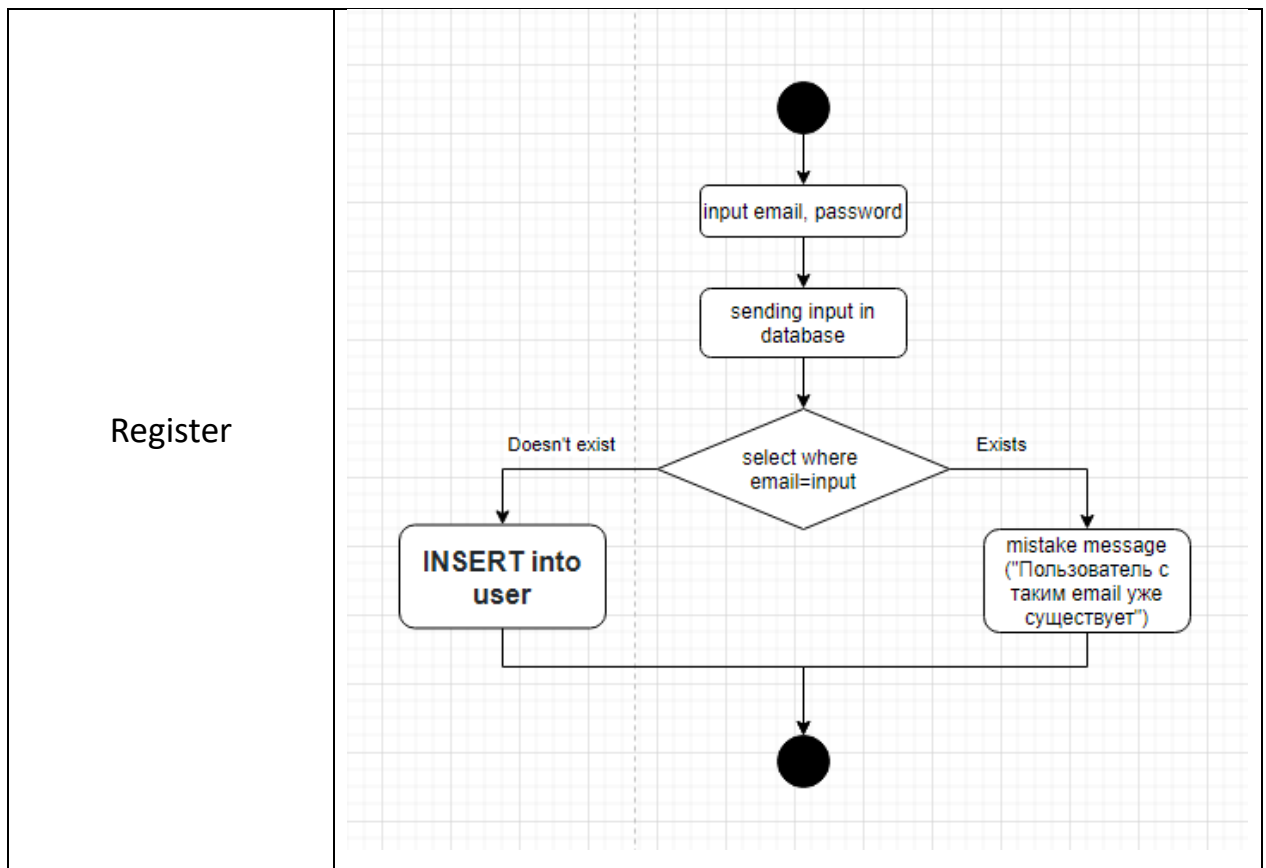 Register
input email, password
sending input in
database
Doesn't exist
select where
email=input
Exists
INSERT into
user
mistake message
("Пользователь с
таким email уже
существует")